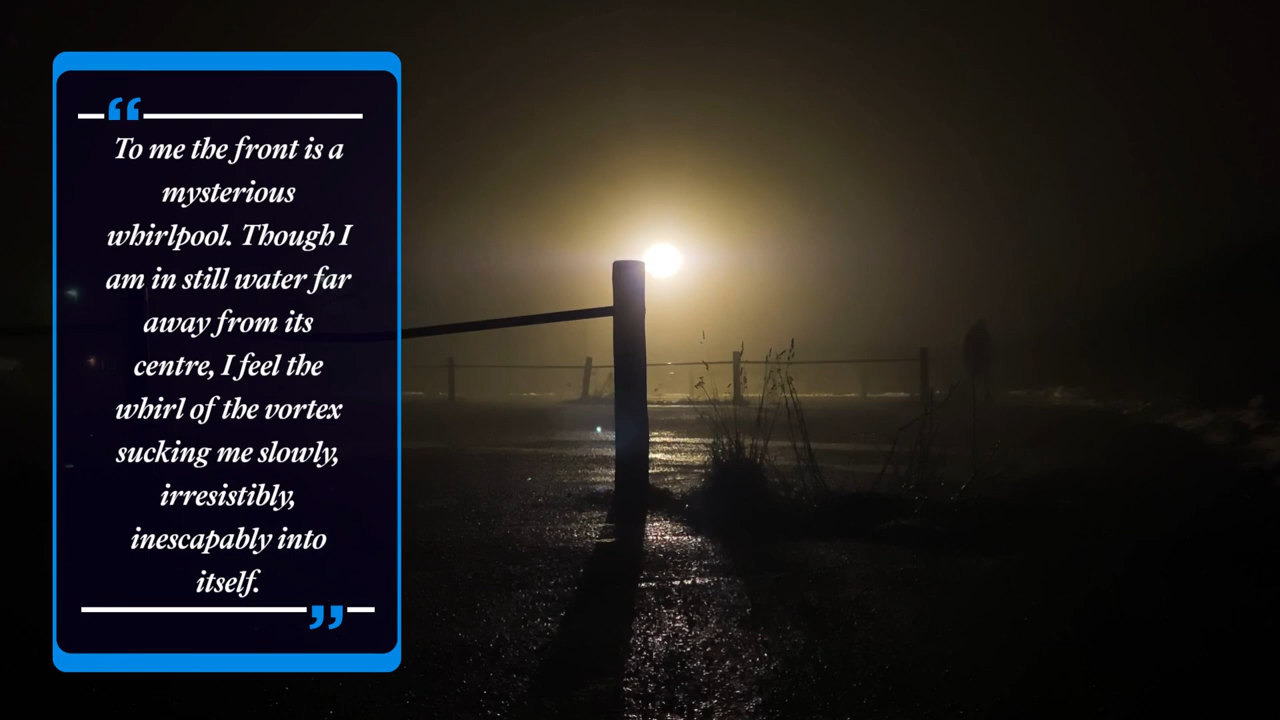 “
To me the front is a
mysterious
whirlpool. Though I
am in still water far
away from its
centre, I feel the
whirl of the vortex
sucking me slowly,
irresistibly,
inescapably into
itself.
”